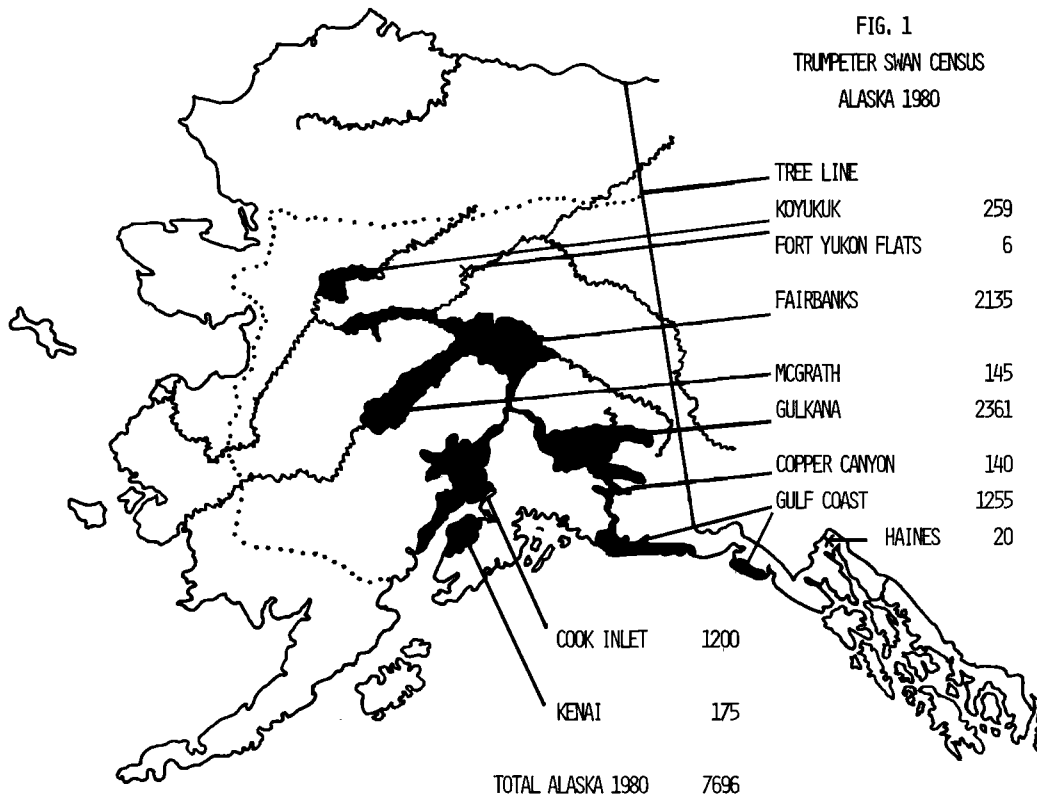 FIG. 1
TRUMPETER SWAN CENSUS
ALASKA 1980
TREE LINE
KOYUKUK 259
FORT YUKON FLATS 6
FAIRBANKS 2135
MCGRATH 145
GULKANA 2361
COPPER CANYON 140
GULF COAST 1255
HAINES 20
COOK INLET 1200
KENAI 175
TOTAL ALASKA 1980 7696